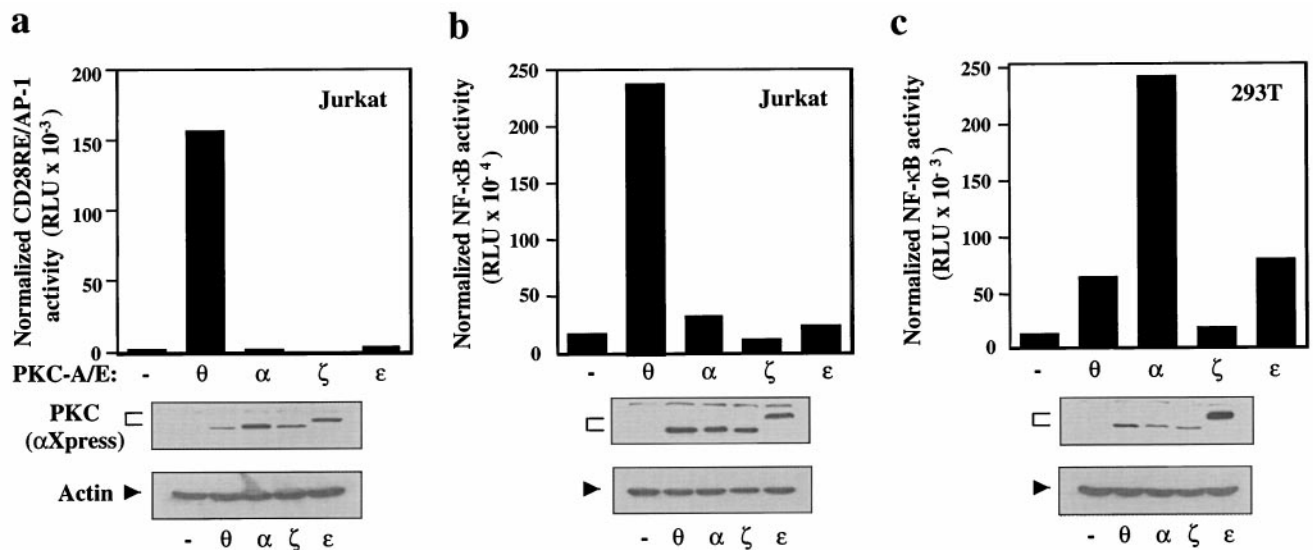 a
Normalized CD28RE/AP-1
activity (RLU x 10-3)
200
150
100
50
0
Jurkat
PKC-A/E: - θ α ζ ε
PKC
(αXpress)
Actin
- θ α ζ ε
b
Normalized NF-κB activity
(RLU x 10-4)
250
200
150
100
50
0
Jurkat
- θ α ζ ε
- θ α ζ ε
c
Normalized NF-κB activity
(RLU x 10-3)
250
200
150
100
50
0
293T
- θ α ζ ε
- θ α ζ ε